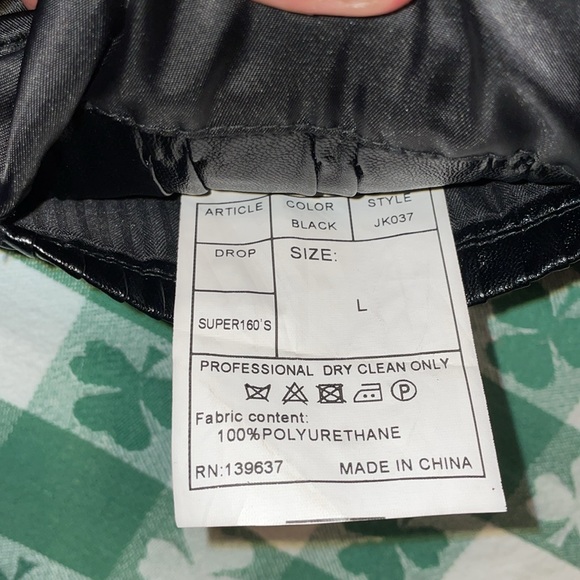 ARTICLE COLOR STYLE
BLACK JK037
DROP SIZE:
L
SUPER160'S
PROFESSIONAL DRY CLEAN ONLY
P
Fabric content:
100%POLYURETHANE
RN:139637 MADE IN CHINA